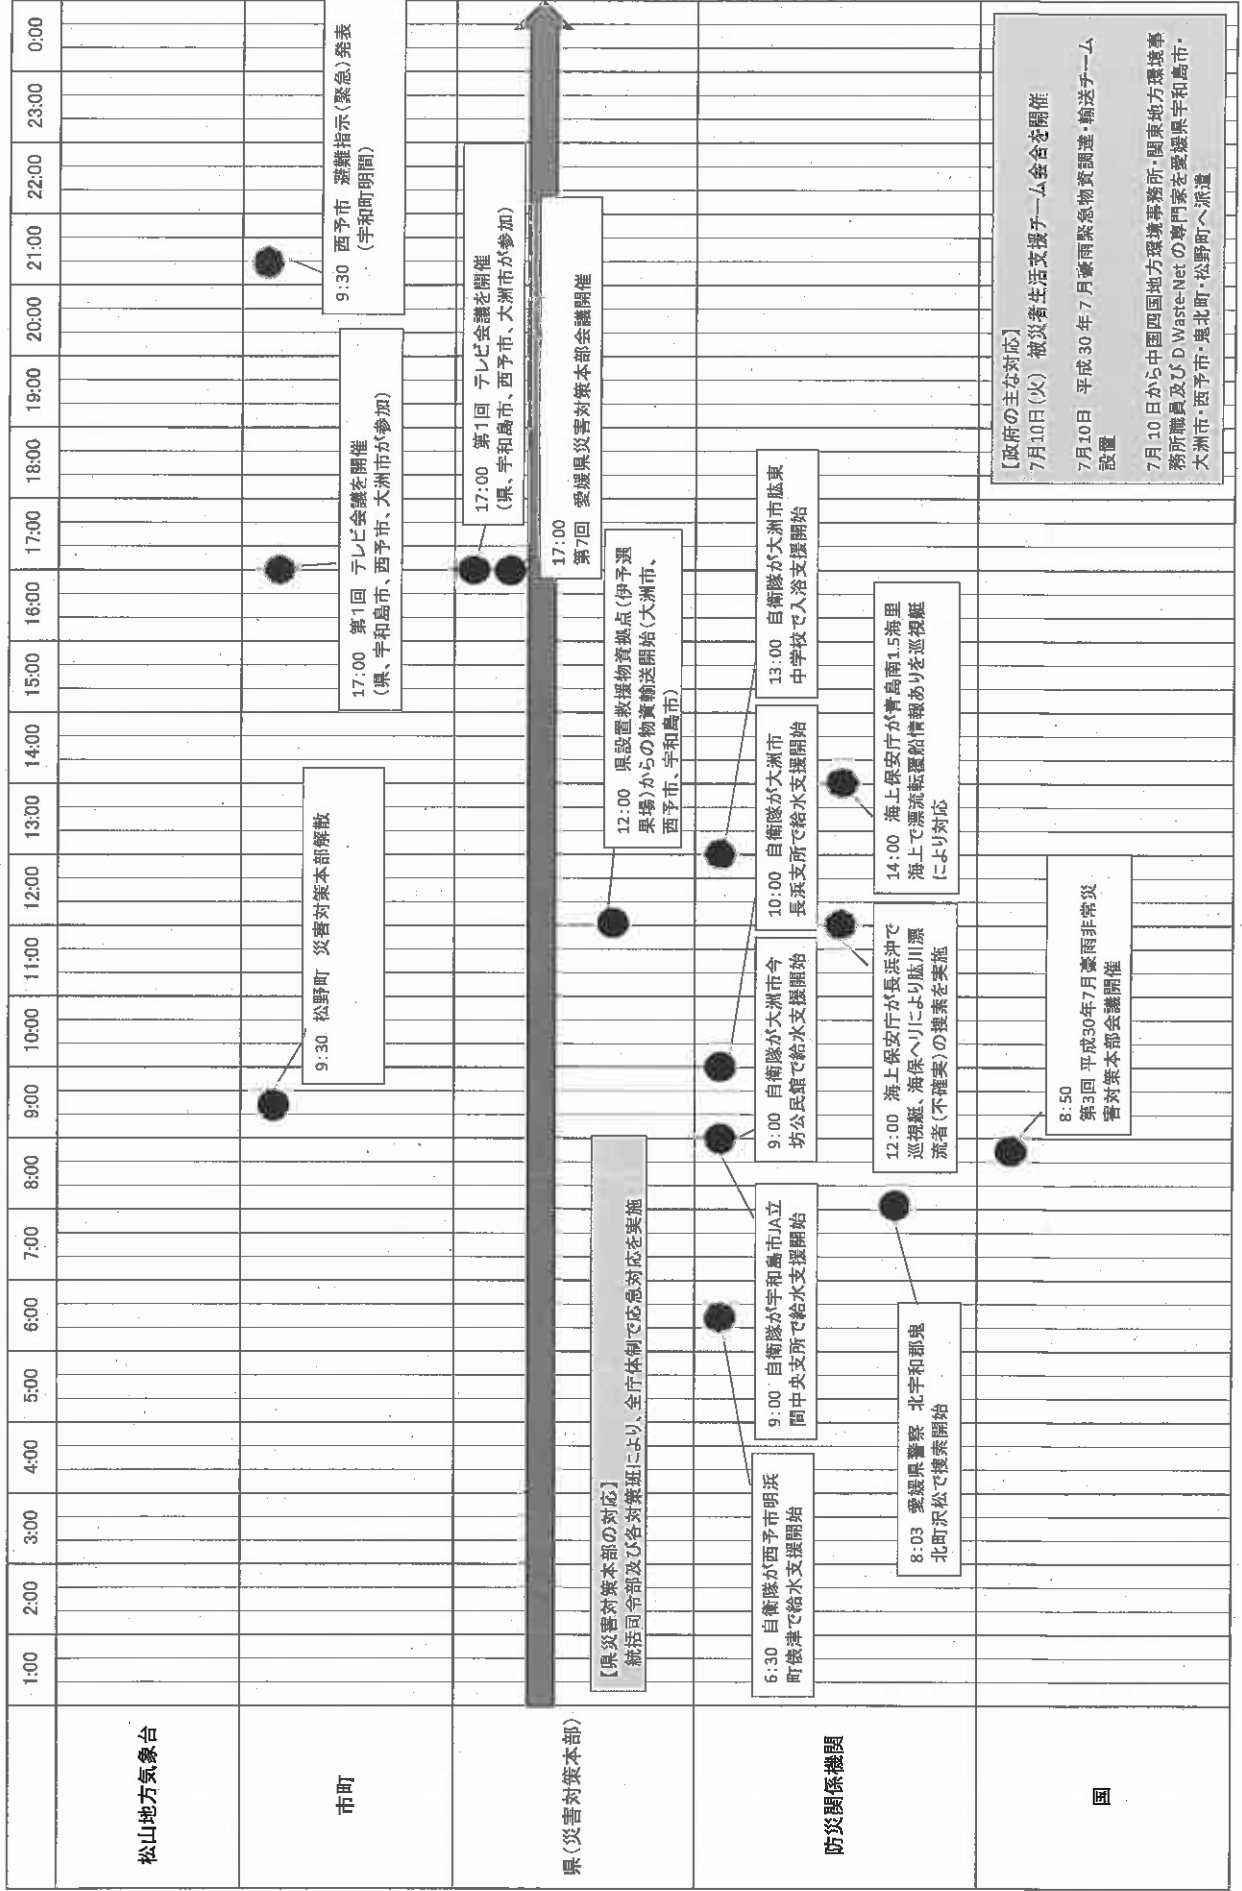 1:00 2:00 3:00 4:00 5:00 6:00 7:00 8:00 9:00 10:00 11:00 12:00 13:00 14:00 15:00 16:00 17:00 18:00 19:00 20:00 21:00 22:00 23:00 0:00
松山地方気象台
市町
9:30 松野町 災害対策本部解散
17:00 第1回 テレビ会議を開催
(県、宇和島市、西予市、大洲市が参加)
9:30 西予市 避難指示(緊急)発表
(宇和町明間)
県(災害対策本部)
17:00 第1回 テレビ会議を開催
(県、宇和島市、西予市、大洲市が参加)
17:00
第7回 愛媛県災害対策本部会議開催
【県災害対策本部の対応】
統括司令部及び各対策班により、全庁体制で応急対応を実施
12:00 県設置救援物資拠点(伊予選
果場)からの物資輸送開始(大洲市、
西予市、宇和島市)
防災関係機関
6:30 自衛隊が西予市明浜
町俵津で給水支援開始
9:00 自衛隊が宇和島市JA立
間中央支所で給水支援開始
9:00 自衛隊が大洲市今
坊公民館で給水支援開始
10:00 自衛隊が大洲市
長浜支所で給水支援開始
13:00 自衛隊が大洲市肱東
中学校で入浴支援開始
8:03 愛媛県警察 北宇和郡鬼
北町沢松で捜索開始
12:00 海上保安庁が長浜沖で
巡視艇、海保ヘリにより肱川漂
流者(不確実)の捜索を実施
14:00 海上保安庁が青島南1.5海里
海上で漂流転覆船情報ありを巡視艇
により対応
国
8:50
第3回 平成30年7月豪雨非常災
害対策本部会議開催
【政府の主な対応】
7月10日(火) 被災者生活支援チーム会合を開催
7月10日 平成30年7月豪雨緊急物資調達・輸送チーム
設置
7月10日から中国四国地方環境事務所・関東地方環境事
務所職員及びD.Waste-Netの専門家を愛媛県宇和島市・
大洲市・西予市・鬼北町・松野町へ派遣